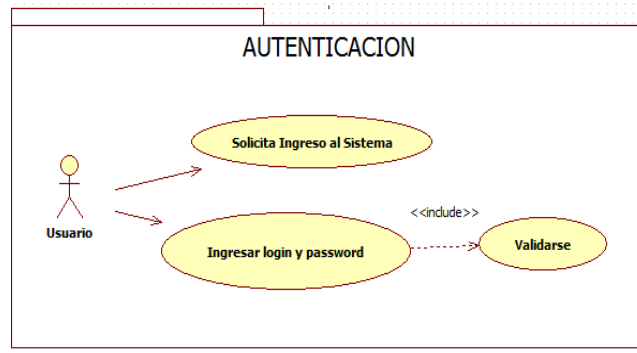 AUTENTICACION
Solicita Ingreso al Sistema
Usuario
<<include>>
Ingresar login y password
Validarse